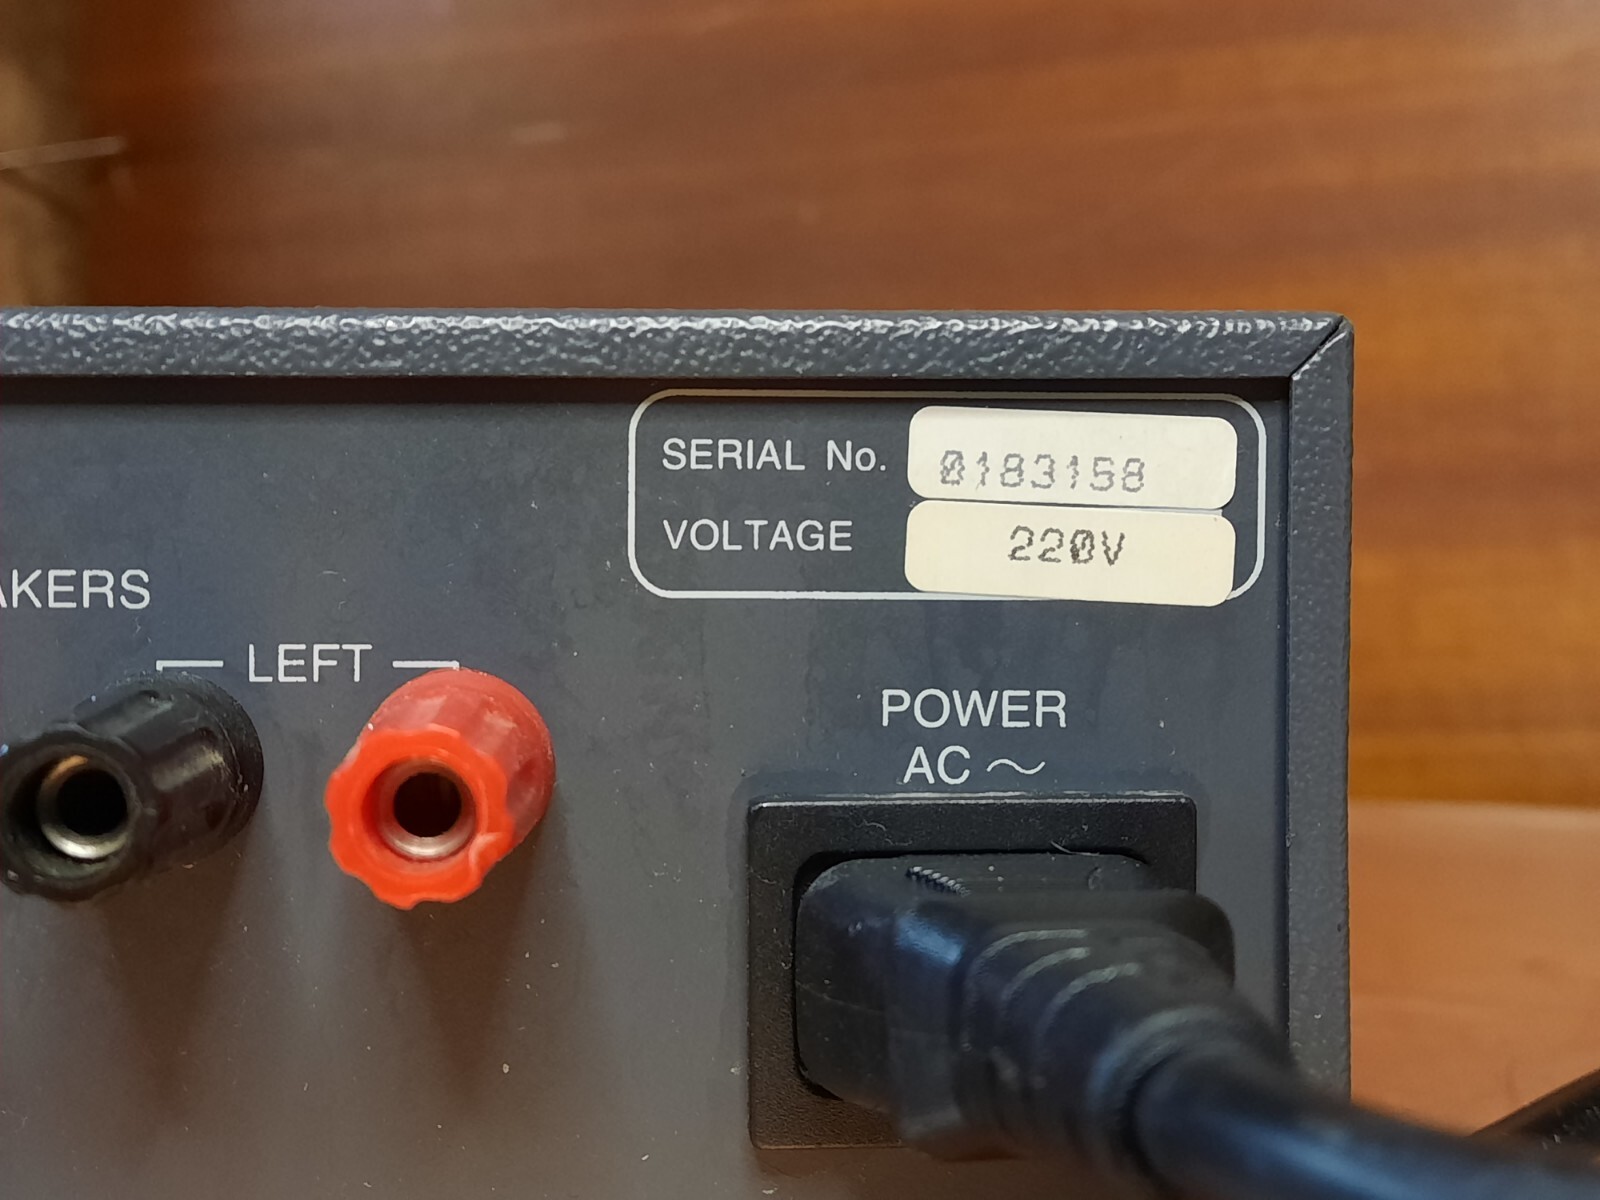 SERIAL No. 0183158
VOLTAGE 220V
AKERS
LEFT
POWER
AC ~